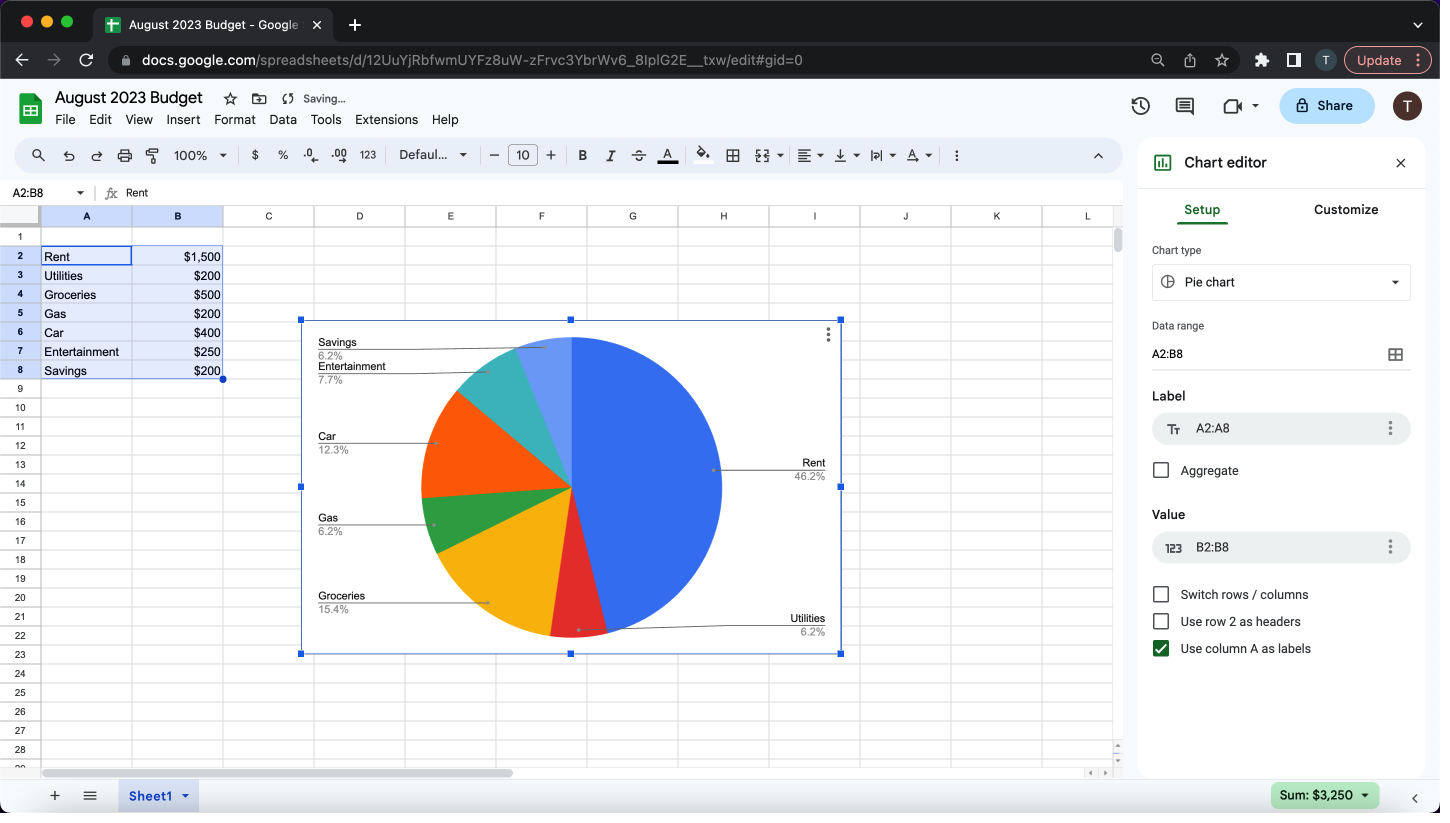 August 2023 Budget - Google
docs.google.com/spreadsheets/d/12UuYjRbfwmUYFz8uW-zFrvc3YbrWv6_8IplG2E__txw/edit#gid=0
T
Update
August 2023 Budget
Saving...
File Edit View Insert Format Data Tools Extensions Help
Share
T
100% $ % .0 .00 123 Defaul... 10 B I A
A2:B8 fx Rent
A B C D E F G H I J K L
1
2 Rent $1,500
3 Utilities $200
4 Groceries $500
5 Gas $200
6 Car $400
7 Entertainment $250
8 Savings $200
9
10
11
12
13
14
15
16
17
18
19
20
21
22
23
24
25
26
27
28
29
Savings
6.2%
Entertainment
7.7%
Car
12.3%
Gas
6.2%
Groceries
15.4%
Rent
46.2%
Utilities
6.2%
Chart editor
Setup Customize
Chart type
Pie chart
Data range
A2:B8
Label
Tт A2:A8
Aggregate
Value
123 B2:B8
Switch rows / columns
Use row 2 as headers
Use column A as labels
Sheet1
Sum: $3,250